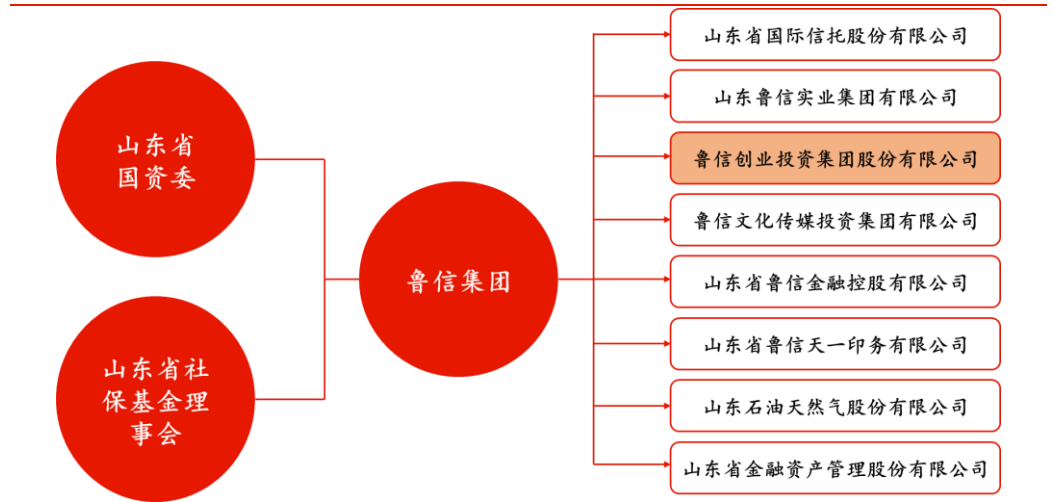 山东省
国资委
山东省社
保基金理
事会
鲁信集团
山东省国际信托股份有限公司
山东鲁信实业集团有限公司
鲁信创业投资集团股份有限公司
鲁信文化传媒投资集团有限公司
山东省鲁信金融控股有限公司
山东省鲁信天一印务有限公司
山东石油天然气股份有限公司
山东省金融资产管理股份有限公司